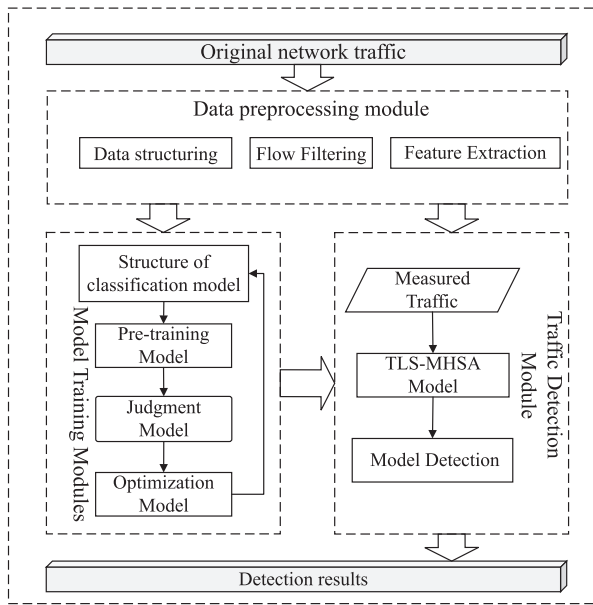 Original network traffic
Data preprocessing module
Data structuring
Flow Filtering
Feature Extraction
Structure of
classification model
Pre-training
Model
Judgment
Model
Optimization
Model
Model Training Modules
Measured
Traffic
TLS-MHSA
Model
Model Detection
Traffic Detection
Module
Detection results